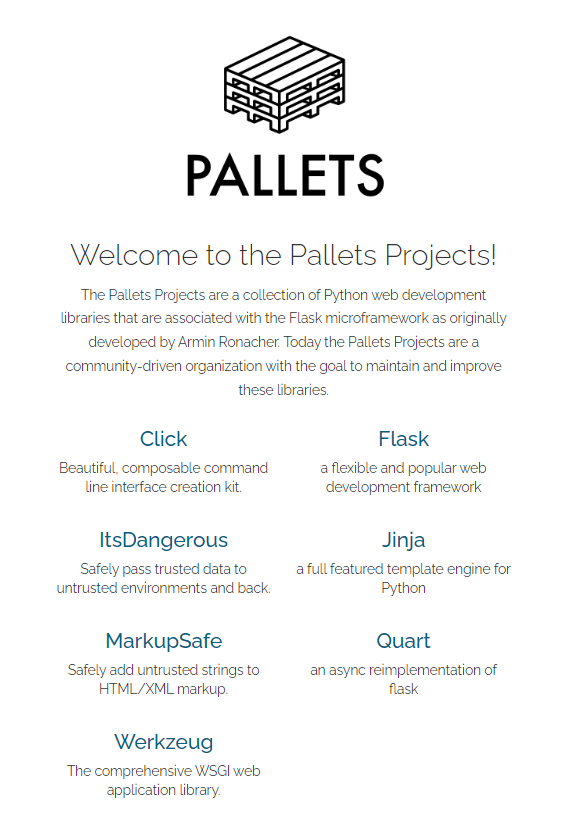 PALLETS
Welcome to the Pallets Projects!
The Pallets Projects are a collection of Python web development
libraries that are associated with the Flask microframework as originally
developed by Armin Ronacher. Today the Pallets Projects are a
community-driven organization with the goal to maintain and improve
these libraries.
Click
Beautiful, composable command
line interface creation kit.
Flask
a flexible and popular web
development framework
ItsDangerous
Safely pass trusted data to
untrusted environments and back.
Jinja
a full featured template engine for
Python
MarkupSafe
Safely add untrusted strings to
HTML/XML markup.
Quart
an async reimplementation of
flask
Werkzeug
The comprehensive WSGI web
application library.